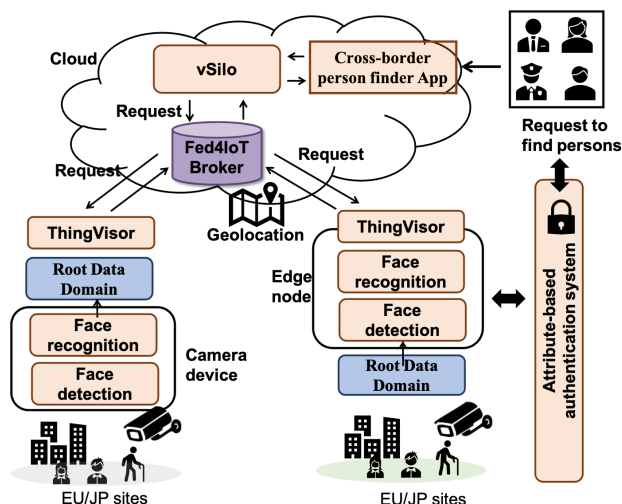 Cloud
vSilo
Cross-border
person finder App
Request
Fed4IoT
Broker
Request
Request
Request to
find persons
Geolocation
ThingVisor
Root Data
Domain
Face
recognition
Face
detection
Camera
device
EU/JP sites
ThingVisor
Edge
node
Face
recognition
Face
detection
Root Data
Domain
EU/JP sites
Attribute-based
authentication system